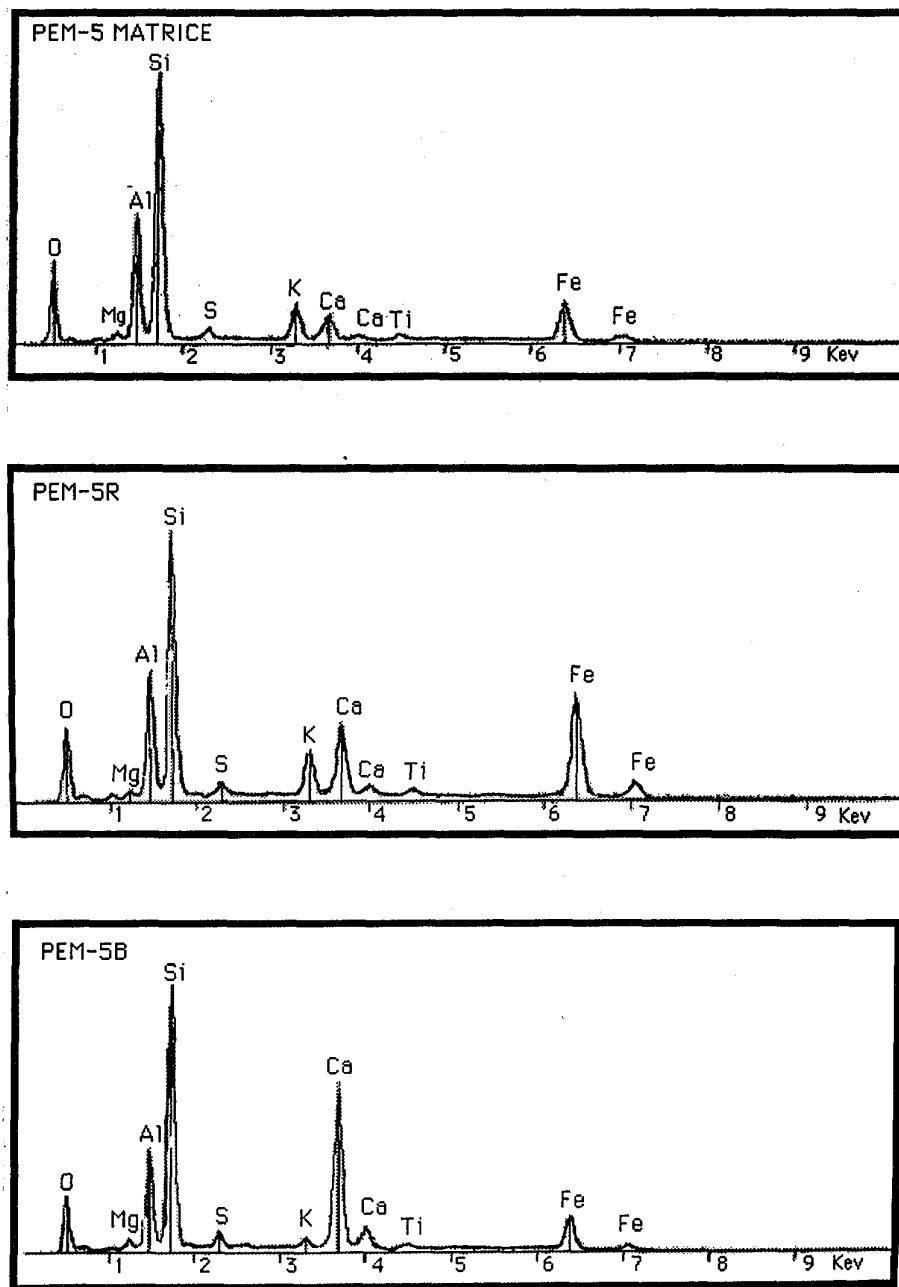 PEM-5 MATRICE
Si
Al
O
Mg
S
K
Ca
Ca
Ti
Fe
Fe
2 1 2 3 4 5 6 7 8 9 Kev
PEM-5R
Si
Al
O
Mg
S
K
Ca
Ca
Ti
Fe
Fe
1 2 3 4 5 6 7 8 9 Kev
PEM-5B
Si
Al
O
Mg
S
K
Ca
Ca
Ti
Fe
Fe
1 2 3 4 5 6 7 8 9 Kev